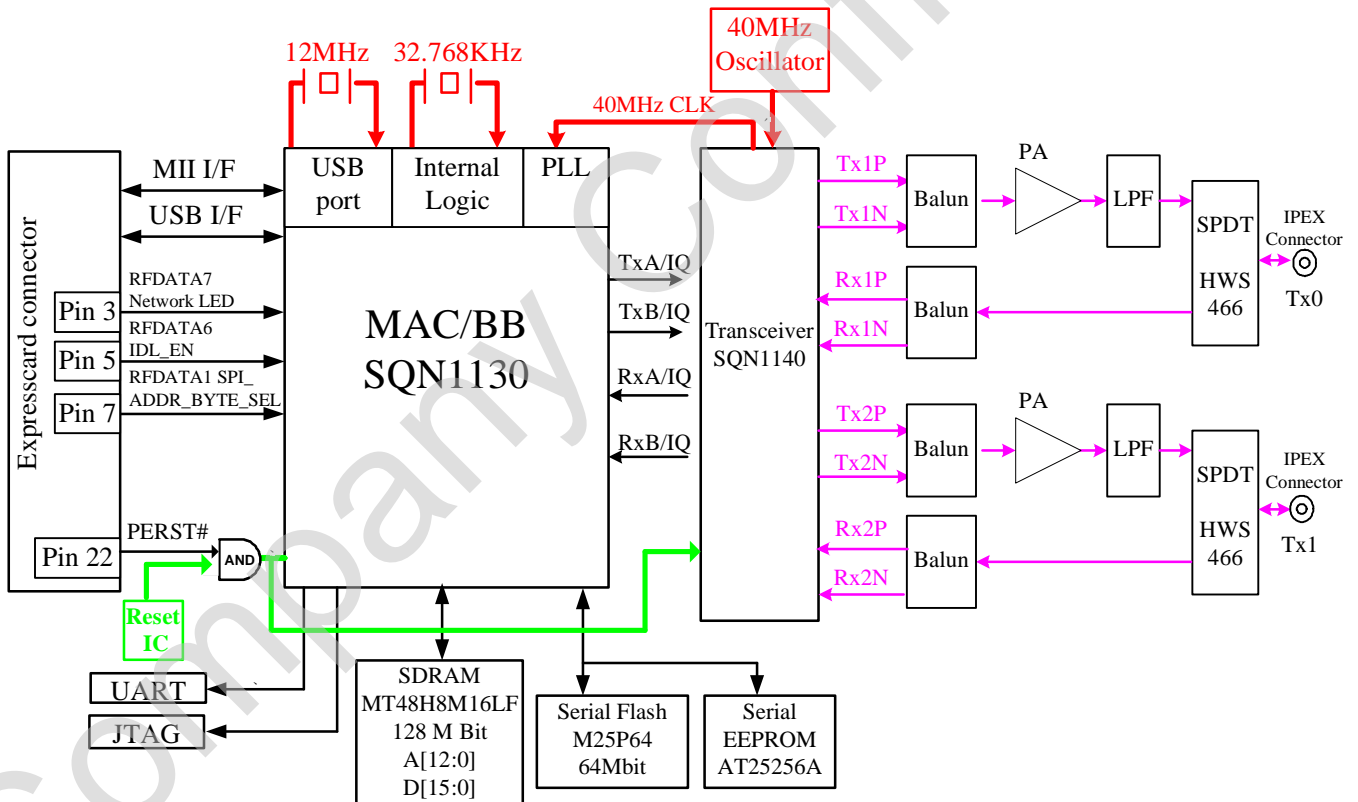 12MHz
32.768KHz
40MHz
Oscillator
40MHz CLK
USB
port
Internal
Logic
PLL
MAC/BB
SQN1130
Expresscard connector
MII I/F
USB I/F
RFDATA7
Network LED
Pin 3
RFDATA6
IDL_EN
Pin 5
RFDATA1 SPI_
ADDR_BYTE_SEL
Pin 7
PERST#
Pin 22
AND
Reset
IC
UART
JTAG
TxA/IQ
TxB/IQ
RxA/IQ
RxB/IQ
Transceiver
SQN1140
Tx1P
Tx1N
Rx1P
Rx1N
Balun
Balun
PA
LPF
SPDT
HWS
466
IPEX
Connector
Tx0
Tx2P
Tx2N
Rx2P
Rx2N
Balun
Balun
PA
LPF
SPDT
HWS
466
IPEX
Connector
Tx1
SDRAM
MT48H8M16LF
128 M Bit
A[12:0]
D[15:0]
Serial Flash
M25P64
64Mbit
Serial
EEPROM
AT25256A
Company Conf